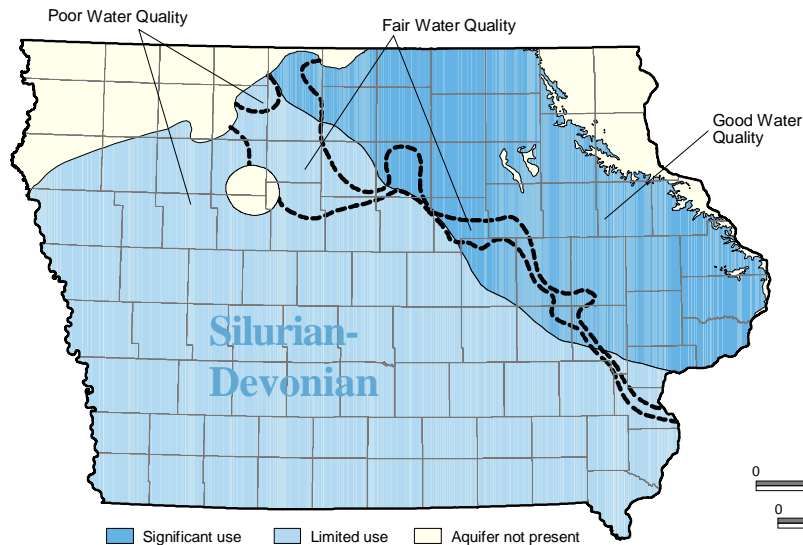 Poor Water Quality
Fair Water Quality
Good Water
Quality
Silurian-
Devonian
0
0
Significant use
Limited use
Aquifer not present